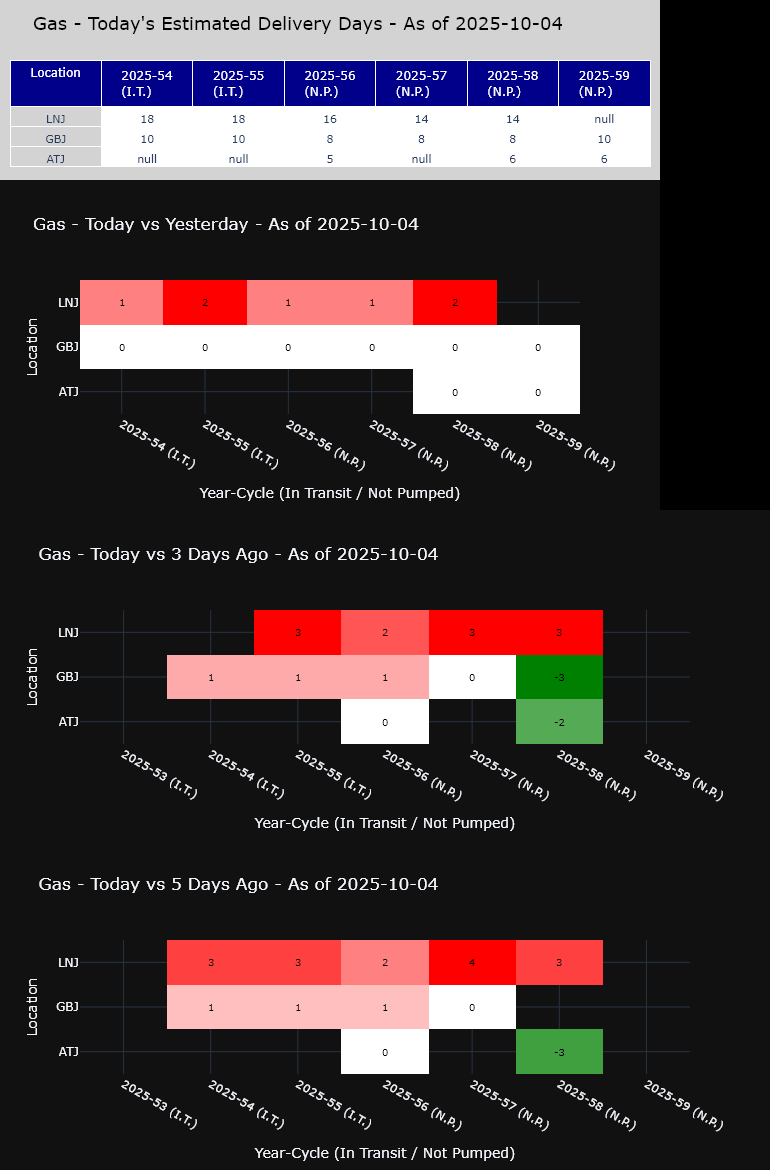 Gas - Today's Estimated Delivery Days - As of 2025-10-04
Location 2025-54 (I.T.) 2025-55 (I.T.) 2025-56 (N.P.) 2025-57 (N.P.) 2025-58 (N.P.) 2025-59 (N.P.)
LNJ 18 18 16 14 14 null
GBJ 10 10 8 8 8 10
ATJ null null 5 null 6 6
Gas - Today vs Yesterday - As of 2025-10-04
Location
LNJ 1 2 1 1 2
GBJ 0 0 0 0 0 0
ATJ 0 0
2025-54 (I.T.) 2025-55 (I.T.) 2025-56 (N.P.) 2025-57 (N.P.) 2025-58 (N.P.) 2025-59 (N.P.)
Year-Cycle (In Transit / Not Pumped)
Gas - Today vs 3 Days Ago - As of 2025-10-04
Location
LNJ 3 2 3 3
GBJ 1 1 1 0 -3
ATJ 0 -2
2025-53 (I.T.) 2025-54 (I.T.) 2025-55 (I.T.) 2025-56 (N.P.) 2025-57 (N.P.) 2025-58 (N.P.) 2025-59 (N.P.)
Year-Cycle (In Transit / Not Pumped)
Gas - Today vs 5 Days Ago - As of 2025-10-04
Location
LNJ 3 3 2 4 3
GBJ 1 1 1 0
ATJ 0 -3
2025-53 (I.T.) 2025-54 (I.T.) 2025-55 (I.T.) 2025-56 (N.P.) 2025-57 (N.P.) 2025-58 (N.P.) 2025-59 (N.P.)
Year-Cycle (In Transit / Not Pumped)